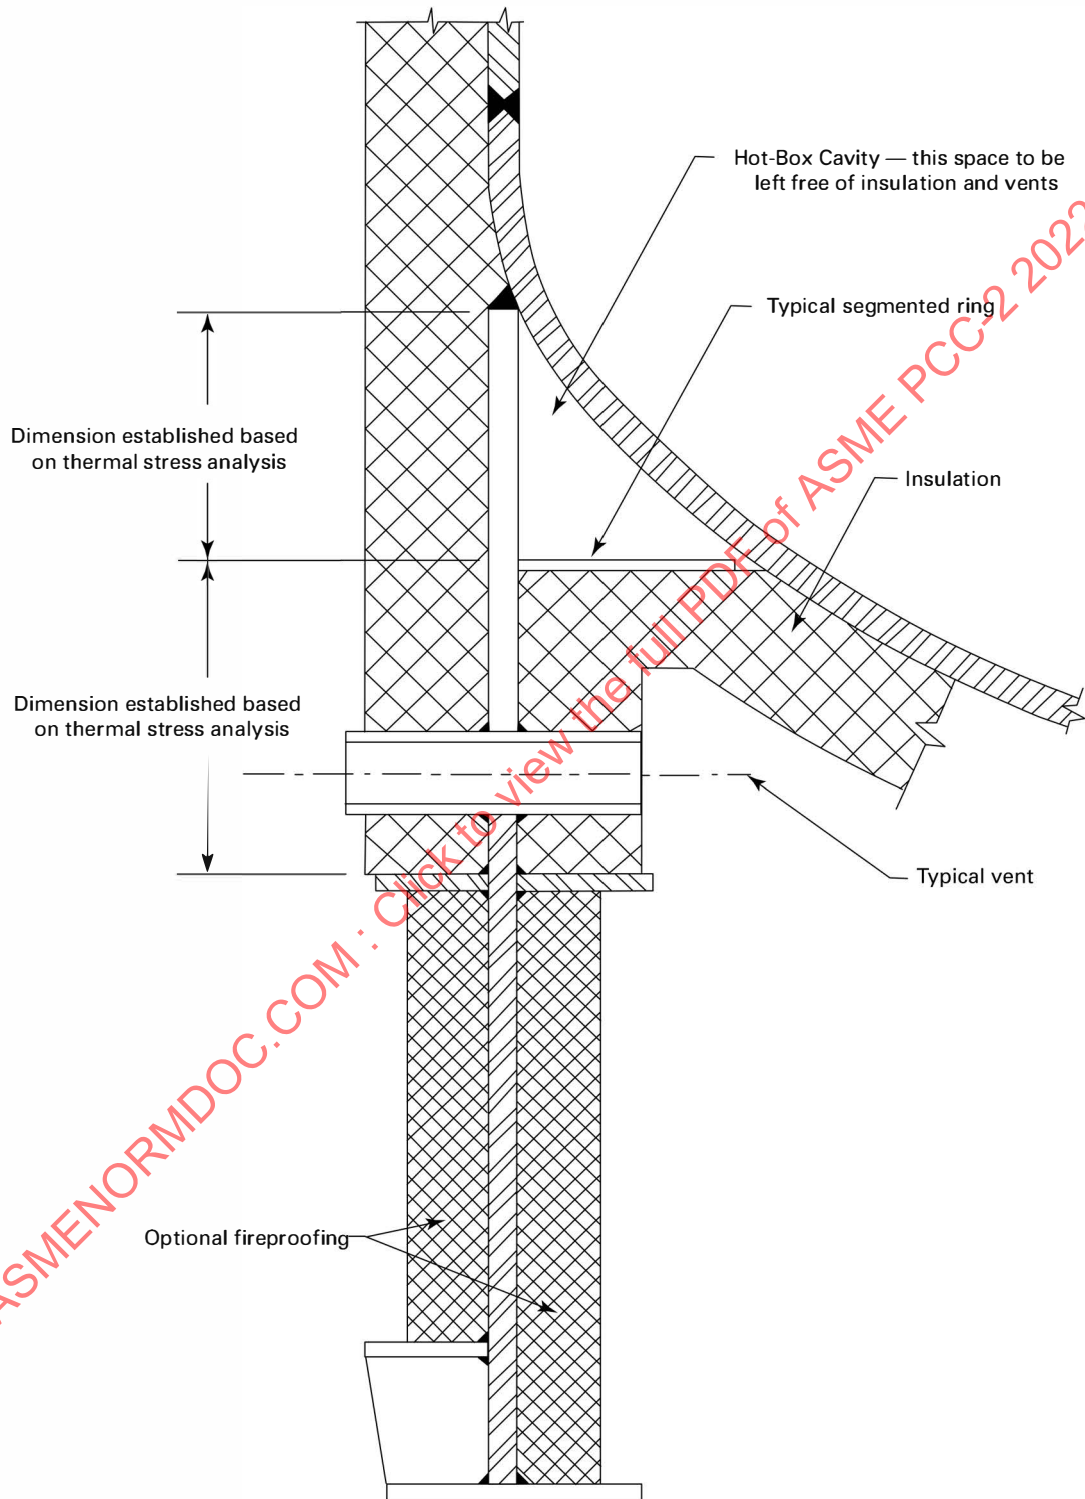 Hot-Box Cavity — this space to be
left free of insulation and vents
Typical segmented ring
Dimension established based
on thermal stress analysis
Insulation
Dimension established based
on thermal stress analysis
Typical vent
Optional fireproofing
ASMENORMDOC.COM : Click to view the full PDF of ASME PCC-2 2022